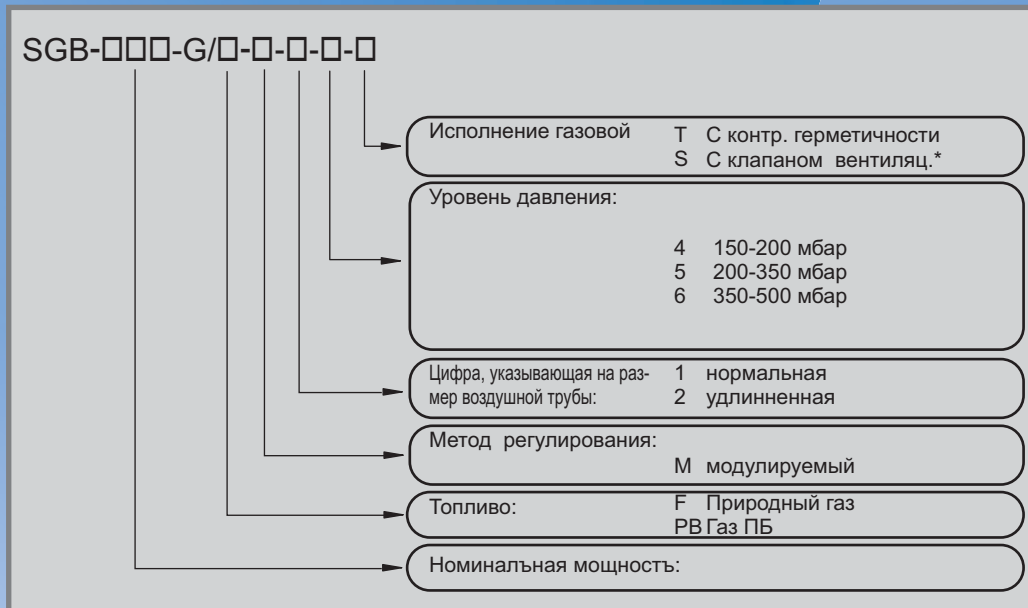 SGB-□□□-G/□-□-□-□-□
Исполнение газовой T С контр. герметичности
S С клапаном вентиляц.*
Уровень давления:
4 150-200 мбар
5 200-350 мбар
6 350-500 мбар
Цифра, указывающая на раз- 1 нормальная
мер воздушной трубы: 2 удлинненная
Метод регулирования:
M модулируемый
Топливо: F Природный газ
PB Газ ПБ
Номиналъная мощностъ: